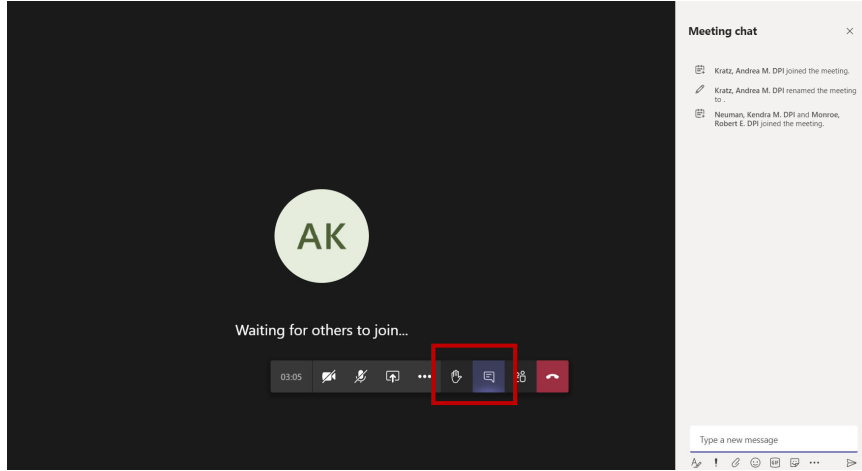 Meeting chat
Kratz, Andrea M. DPI joined the meeting.
Kratz, Andrea M. DPI renamed the meeting
to .
Neuman, Kendra M. DPI and Monroe,
Robert E. DPI joined the meeting.
AK
Waiting for others to join...
03:05
Type a new message
GIF